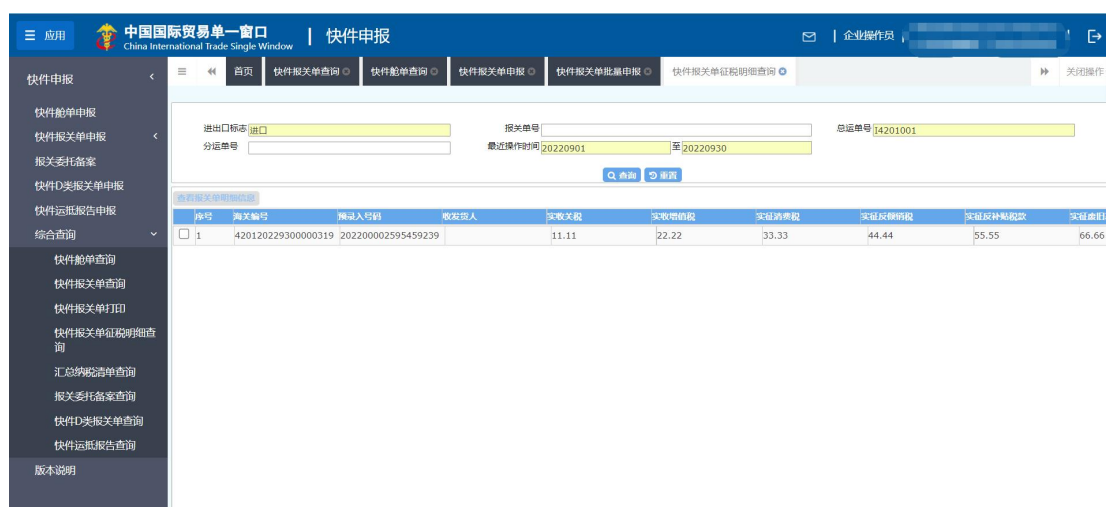 应用
中国国际贸易单一窗口
China International Trade Single Window
快件申报
企业操作员
快件申报
首页
快件报关单查询
快件舱单查询
快件报关单申报
快件报关单批量申报
快件报关单征税明细查询
关闭操作
快件舱单申报
快件报关单申报
报关委托备案
快件D类报关单申报
快件运抵报告申报
综合查询
快件舱单查询
快件报关单查询
快件报关单打印
快件报关单征税明细查
询
汇总纳税清单查询
报关委托备案查询
快件D类报关单查询
快件运抵报告查询
版本说明
进出口标志 进口 报关单号 总运单号 I4201001
分运单号 最近操作时间 20220901 至 20220930
查询 重置
查看报关单明细信息
序号 海关编号 预录入号码 收发货人 实收关税 实收增值税 实征消费税 实征反倾销税 实征反补贴税款 实征废旧
1 420120229300000319 202200002595459239 11.11 22.22 33.33 44.44 55.55 66.66